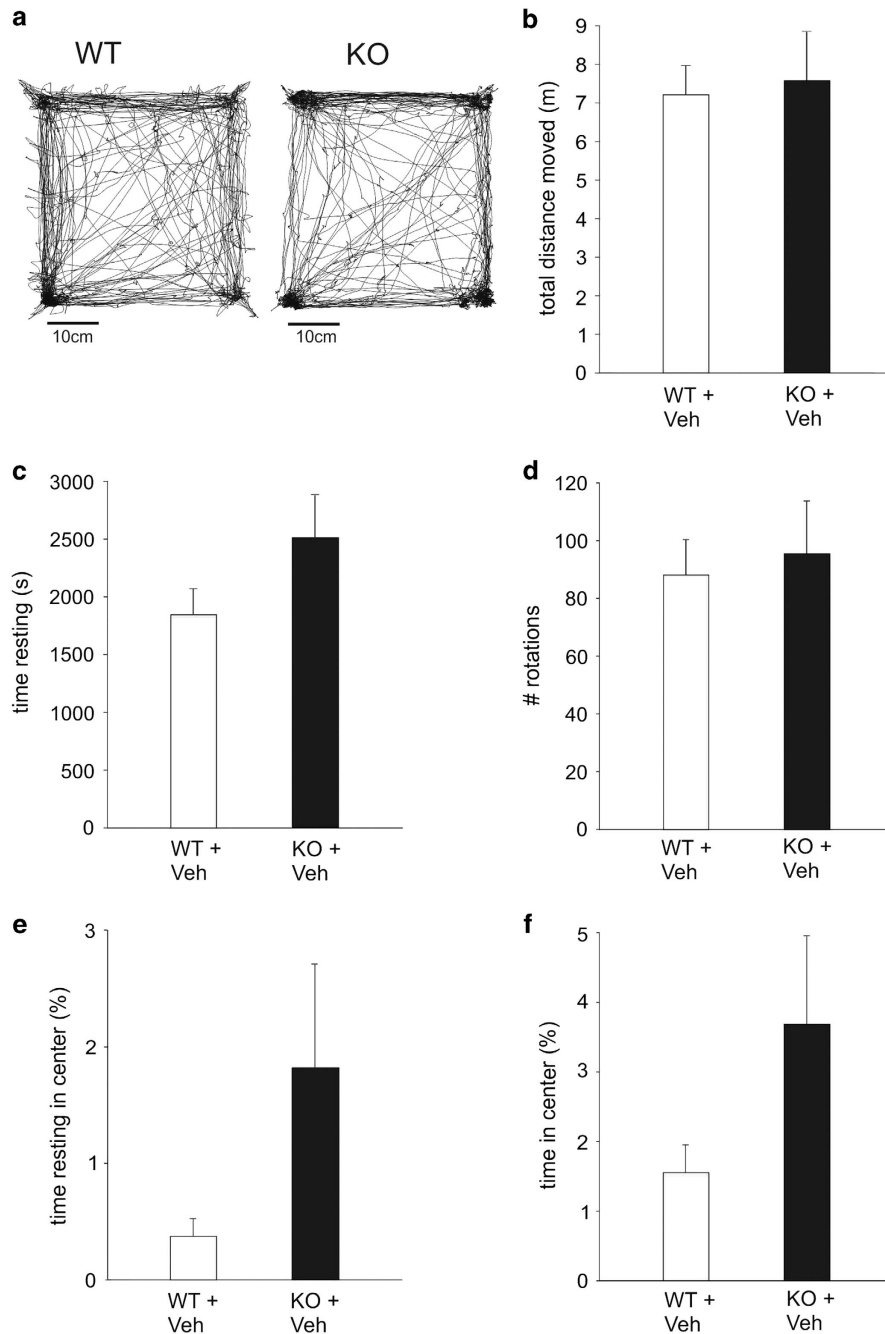 a
WT
KO
10cm
10cm
b
total distance moved (m)
9
8
7
6
5
4
3
2
1
0
WT +
Veh
KO +
Veh
c
time resting (s)
3000
2500
2000
1500
1000
500
0
WT +
Veh
KO +
Veh
d
# rotations
120
100
80
60
40
20
0
WT +
Veh
KO +
Veh
e
time resting in center (%)
3
2
1
0
WT +
Veh
KO +
Veh
f
time in center (%)
5
4
3
2
1
0
WT +
Veh
KO +
Veh